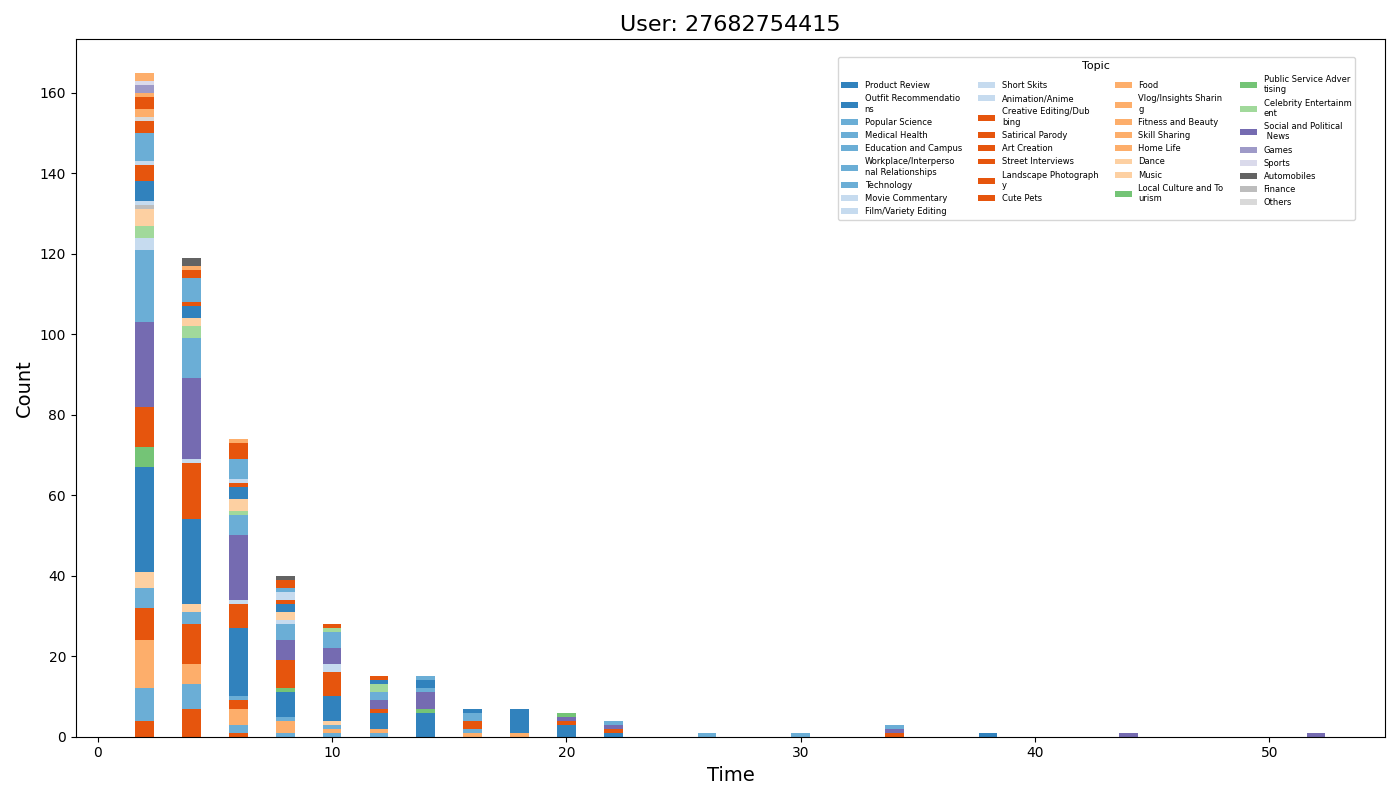 User: 27682754415
Topic
Product Review
Outfit Recommendatio
ns
Popular Science
Medical Health
Education and Campus
Workplace/Interperso
nal Relationships
Technology
Movie Commentary
Film/Variety Editing
Short Skits
Animation/Anime
Creative Editing/Dub
bing
Satirical Parody
Art Creation
Street Interviews
Landscape Photograph
y
Cute Pets
Food
Vlog/Insights Sharin
g
Fitness and Beauty
Skill Sharing
Home Life
Dance
Music
Local Culture and To
urism
Public Service Adver
tising
Celebrity Entertainm
ent
Social and Political
News
Games
Sports
Automobiles
Finance
Others
Count
160
140
120
100
80
60
40
20
0
0 10 20 30 40 50
Time